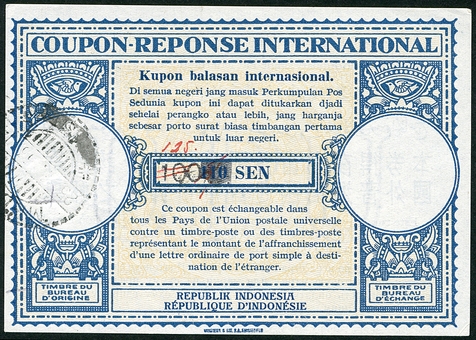 COUPON-REPONSE INTERNATIONAL
Kupon balasan internasional.
Di semua negeri jang masuk Perkumpulan Pos
Sedunia kupon ini dapat ditukarkan djadi
sehelai perangko atau lebih, jang harganja
sebesar porto surat biasa timbangan pertama
untuk luar negeri.
125.
100 SEN
Ce coupon est échangeable dans
tous les Pays de l'Union postale universelle
contre un timbre-poste ou des timbres-poste
représentant le montant de l'affranchissement
d'une lettre ordinaire de port simple à desti-
nation de l'étranger.
TIMBRE DU
BUREAU
D'ORIGINE
REPUBLIK INDONESIA
RÉPUBLIQUE D'INDONÉSIE
TIMBRE DU
BUREAU
D'ÉCHANGE